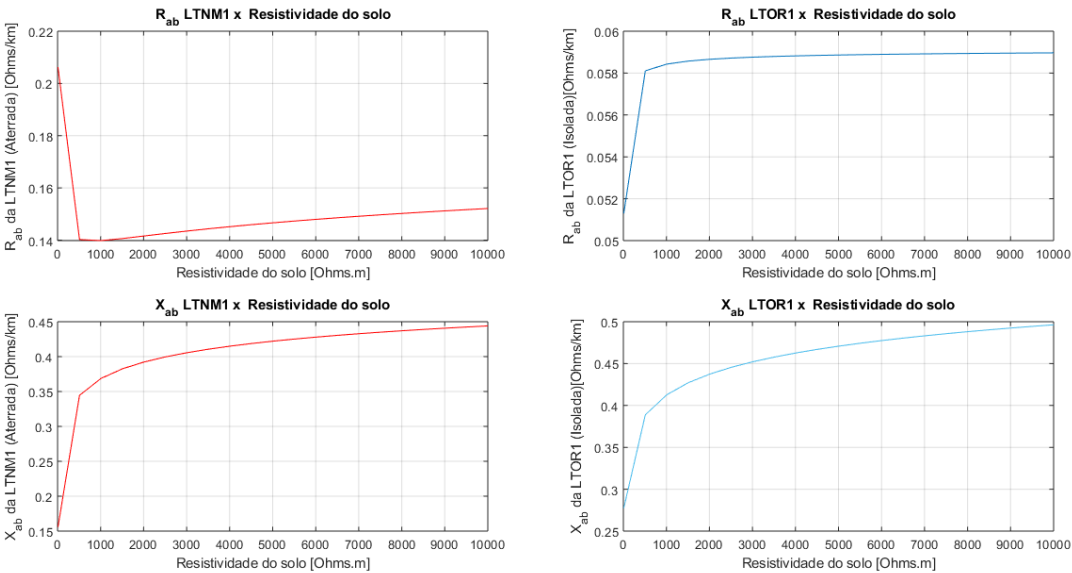 R_ab LTNM1 x  Resistividade do solo
R_ab da LTNM1 (Aterrada) [Ohms/km]
0.22
0.2
0.18
0.16
0.14
0 1000 2000 3000 4000 5000 6000 7000 8000 9000 10000
Resistividade do solo [Ohms.m]
R_ab LTOR1 x  Resistividade do solo
R_ab da LTOR1 (Isolada)[Ohms/km]
0.06
0.058
0.056
0.054
0.052
0.05
0 1000 2000 3000 4000 5000 6000 7000 8000 9000 10000
Resistividade do solo [Ohms.m]
X_ab LTNM1 x  Resistividade do solo
X_ab da LTNM1 (Aterrada) [Ohms/km]
0.45
0.4
0.35
0.3
0.25
0.2
0.15
0 1000 2000 3000 4000 5000 6000 7000 8000 9000 10000
Resistividade do solo [Ohms.m]
X_ab LTOR1 x  Resistividade do solo
X_ab da LTOR1 (Isolada)[Ohms/km]
0.5
0.45
0.4
0.35
0.3
0.25
0 1000 2000 3000 4000 5000 6000 7000 8000 9000 10000
Resistividade do solo [Ohms.m]